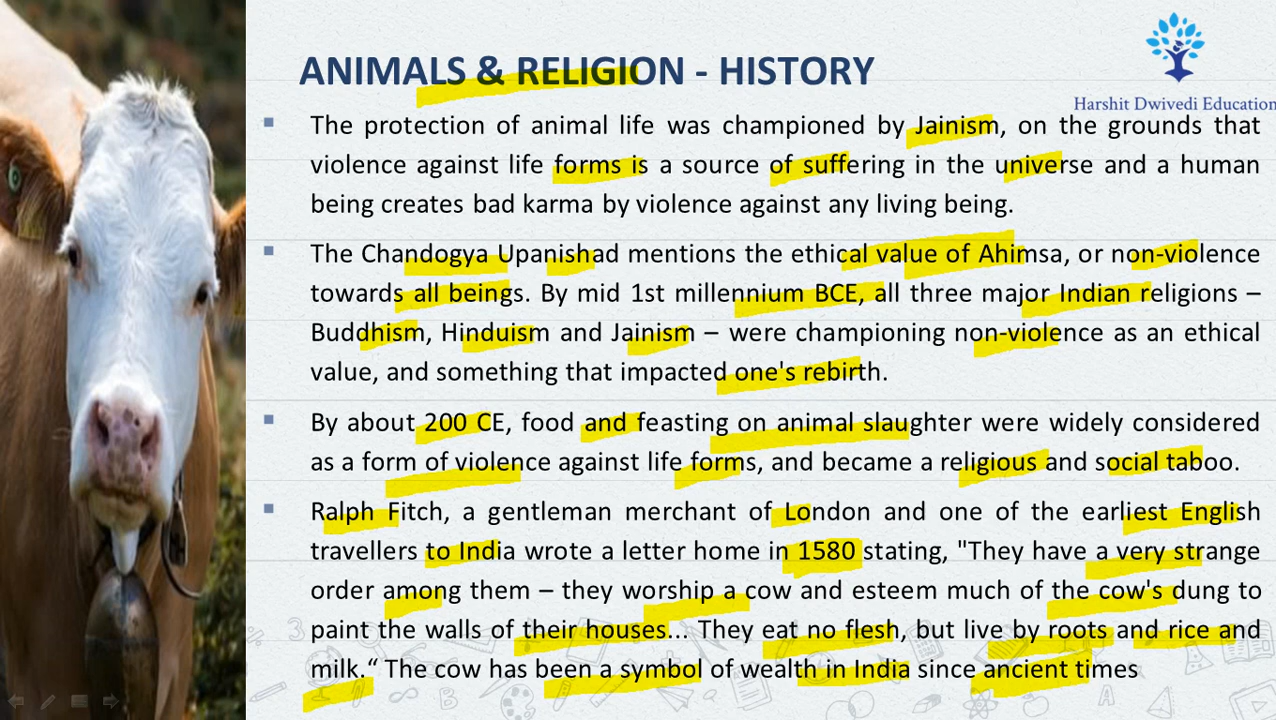 ANIMALS & RELIGION - HISTORY
Harshit Dwivedi Education
The protection of animal life was championed by Jainism, on the grounds that
violence against life forms is a source of suffering in the universe and a human
being creates bad karma by violence against any living being.
The Chandogya Upanishad mentions the ethical value of Ahimsa, or non-violence
towards all beings. By mid 1st millennium BCE, all three major Indian religions –
Buddhism, Hinduism and Jainism – were championing non-violence as an ethical
value, and something that impacted one's rebirth.
By about 200 CE, food and feasting on animal slaughter were widely considered
as a form of violence against life forms, and became a religious and social taboo.
Ralph Fitch, a gentleman merchant of London and one of the earliest English
travellers to India wrote a letter home in 1580 stating, "They have a very strange
order among them – they worship a cow and esteem much of the cow's dung to
paint the walls of their houses... They eat no flesh, but live by roots and rice and
milk.“ The cow has been a symbol of wealth in India since ancient times